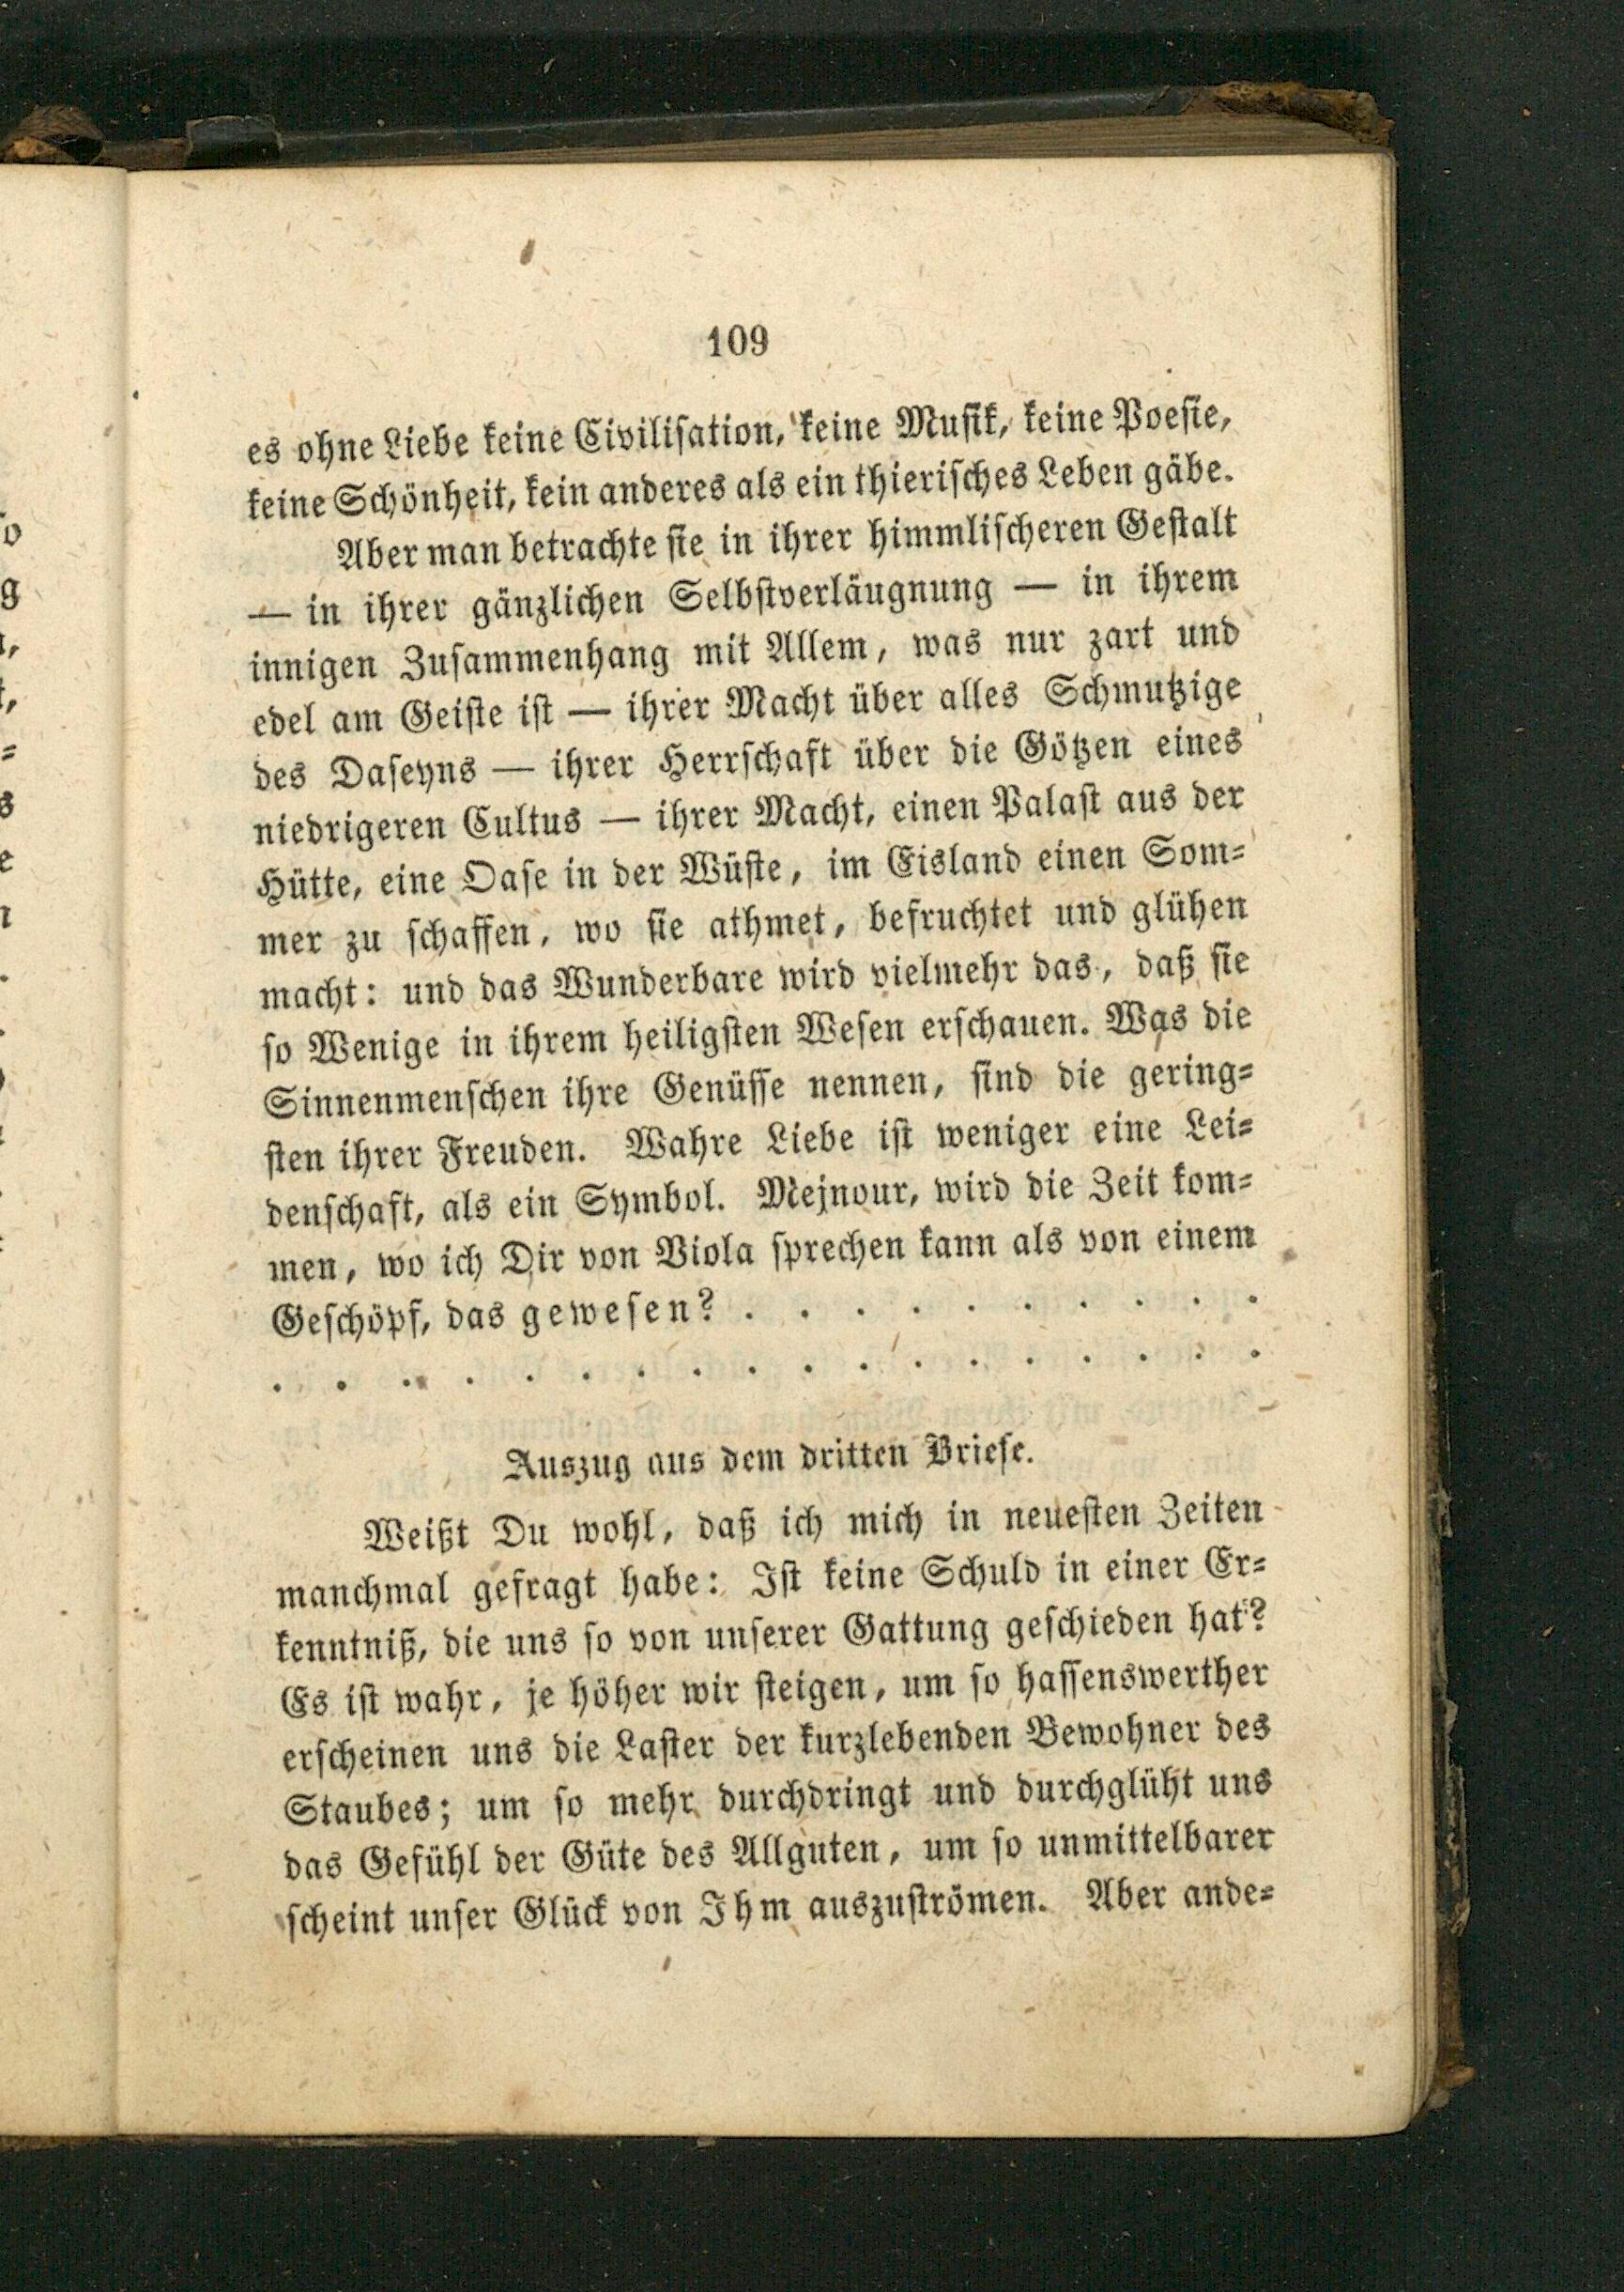 109
es ohne Liebe keine Civilisation, keine Musik, keine Poesie,
keine Schönheit, kein anderes als ein thierisches Leben gäbe.
Aber man betrachte sie in ihrer himmlischeren Gestalt
— in ihrer gänzlichen Selbstverläugnung — in ihrem
innigen Zusammenhang mit Allem, was nur zart und
edel am Geiste ist — ihrer Macht über alles Schmutzige
des Daseyns — ihrer Herrschaft über die Götzen eines
niedrigeren Cultus — ihrer Macht, einen Palast aus der
Hütte, eine Oase in der Wüste, im Eisland einen Som-
mer zu schaffen, wo sie athmet, befruchtet und glühen
macht: und das Wunderbare wird vielmehr das, daß sie
so Wenige in ihrem heiligsten Wesen erschauen. Was die
Sinnenmenschen ihre Genüsse nennen, sind die gering-
sten ihrer Freuden. Wahre Liebe ist weniger eine Lei-
denschaft, als ein Symbol. Mejnour, wird die Zeit kom-
men, wo ich Dir von Viola sprechen kann als von einem
Geschöpf, das gewesen? . . . . . . . . . .
. . . . . . . . . . . . . . . . . .
Auszug aus dem dritten Briefe.
Weißt Du wohl, daß ich mich in neuesten Zeiten
manchmal gefragt habe: Ist keine Schuld in einer Er-
kenntniß, die uns so von unserer Gattung geschieden hat?
Es ist wahr, je höher wir steigen, um so hassenswerther
erscheinen uns die Laster der kurzlebenden Bewohner des
Staubes; um so mehr durchdringt und durchglüht uns
das Gefühl der Güte des Allguten, um so unmittelbarer
scheint unser Glück von Ihm auszuströmen. Aber ande-